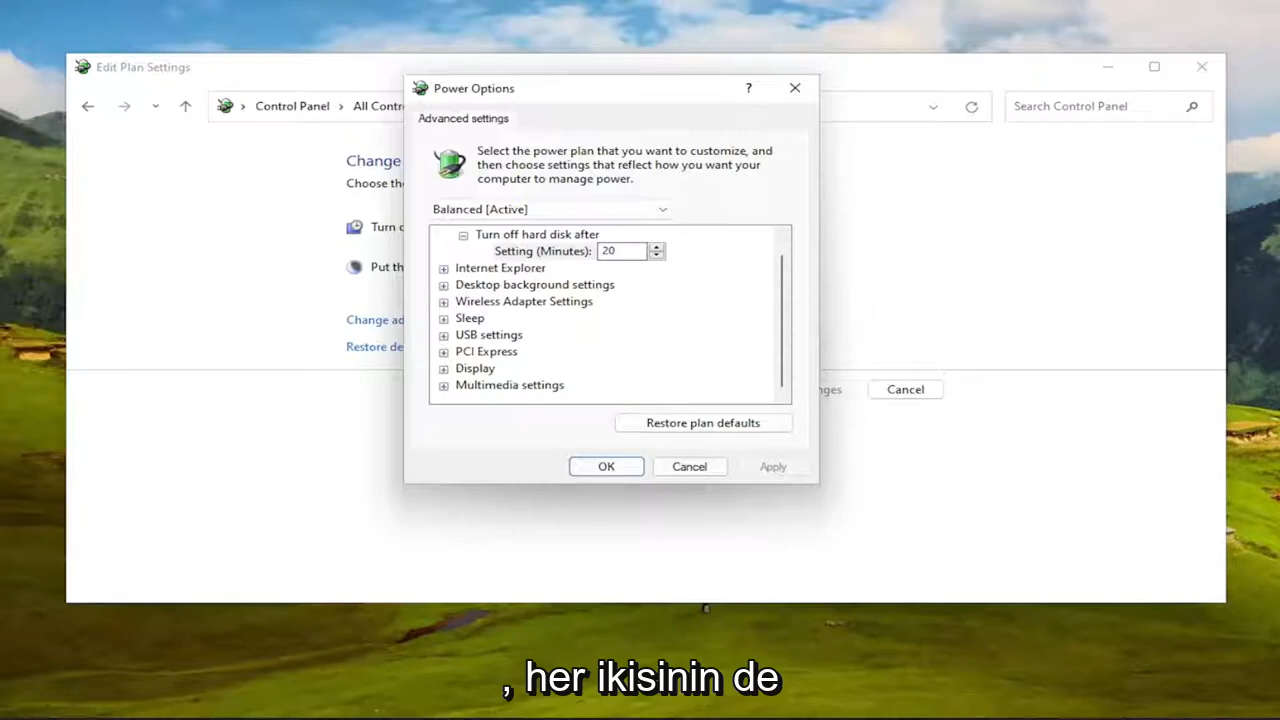 Edit Plan Settings
Control Panel
All Contr
Search Control Panel
Change
Choose the
Turn o
Put th
Change ad
Restore de
nges
Cancel
Power Options
?
Advanced settings
Select the power plan that you want to customize, and
then choose settings that reflect how you want your
computer to manage power.
Balanced [Active]
Turn off hard disk after
Setting (Minutes): 20
Internet Explorer
Desktop background settings
Wireless Adapter Settings
Sleep
USB settings
PCI Express
Display
Multimedia settings
Restore plan defaults
OK
Cancel
Apply
, her ikisinin de